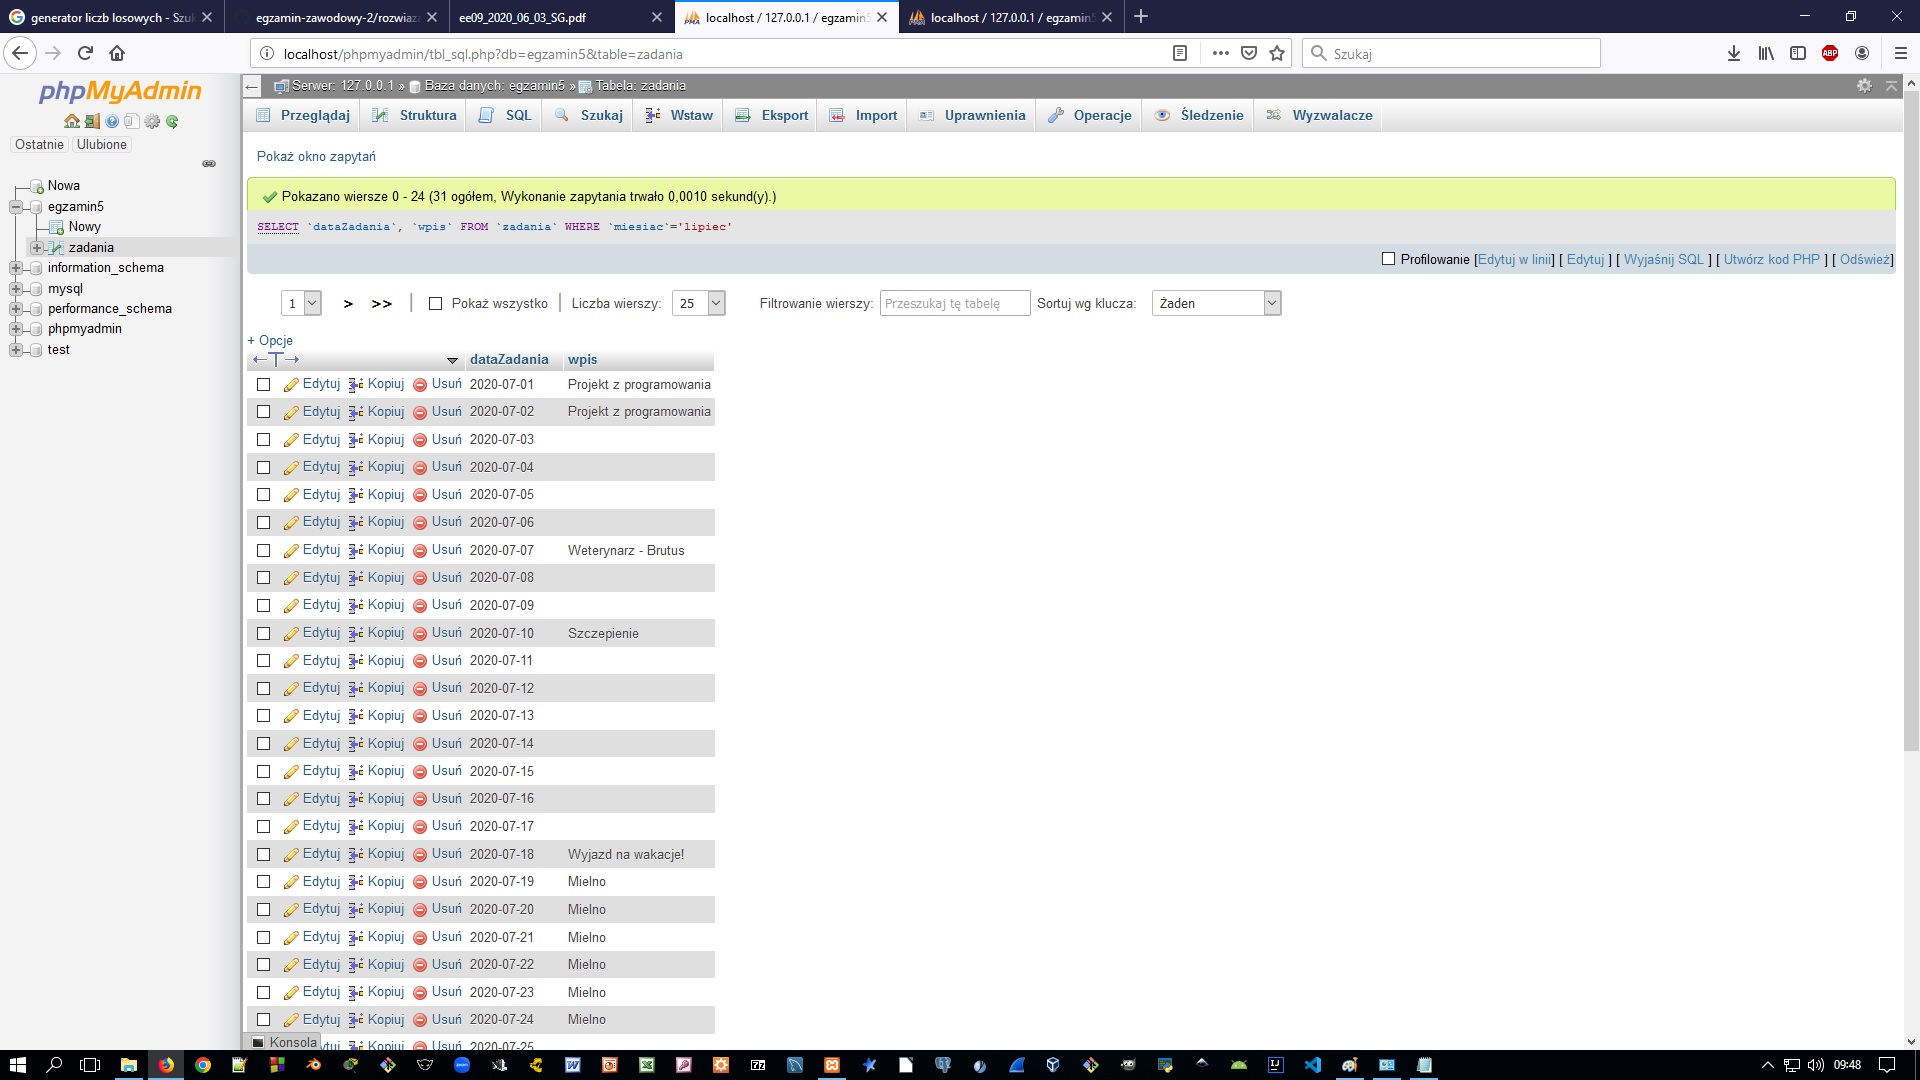 generator liczb losowych - Szuk
egzamin-zawodowy-2/rozwiaza
ee09_2020_06_03_SG.pdf
localhost / 127.0.0.1 / egzamin5
localhost / 127.0.0.1 / egzamin5
localhost/phpmyadmin/tbl_sql.php?db=egzamin5&table=zadania
Szukaj
ABP
phpMyAdmin
Ostatnie Ulubione
Nowa
egzamin5
Nowy
zadania
information_schema
mysql
performance_schema
phpmyadmin
test
Serwer: 127.0.0.1 » Baza danych: egzamin5 » Tabela: zadania
Przeglądaj Struktura SQL Szukaj Wstaw Eksport Import Uprawnienia Operacje Śledzenie Wyzwalacze
Pokaż okno zapytań
Pokazano wiersze 0 - 24 (31 ogółem, Wykonanie zapytania trwało 0,0010 sekund(y).)
SELECT `dataZadania`, `wpis` FROM `zadania` WHERE `miesiac`='lipiec'
Profilowanie [Edytuj w linii] [ Edytuj ] [ Wyjaśnij SQL ] [ Utwórz kod PHP ] [ Odśwież]
1 > >> | Pokaż wszystko | Liczba wierszy: 25 Filtrowanie wierszy: Przeszukaj tę tabelę Sortuj wg klucza: Żaden
+ Opcje
←T→ dataZadania wpis
Edytuj Kopiuj Usuń 2020-07-01 Projekt z programowania
Edytuj Kopiuj Usuń 2020-07-02 Projekt z programowania
Edytuj Kopiuj Usuń 2020-07-03
Edytuj Kopiuj Usuń 2020-07-04
Edytuj Kopiuj Usuń 2020-07-05
Edytuj Kopiuj Usuń 2020-07-06
Edytuj Kopiuj Usuń 2020-07-07 Weterynarz - Brutus
Edytuj Kopiuj Usuń 2020-07-08
Edytuj Kopiuj Usuń 2020-07-09
Edytuj Kopiuj Usuń 2020-07-10 Szczepienie
Edytuj Kopiuj Usuń 2020-07-11
Edytuj Kopiuj Usuń 2020-07-12
Edytuj Kopiuj Usuń 2020-07-13
Edytuj Kopiuj Usuń 2020-07-14
Edytuj Kopiuj Usuń 2020-07-15
Edytuj Kopiuj Usuń 2020-07-16
Edytuj Kopiuj Usuń 2020-07-17
Edytuj Kopiuj Usuń 2020-07-18 Wyjazd na wakacje!
Edytuj Kopiuj Usuń 2020-07-19 Mielno
Edytuj Kopiuj Usuń 2020-07-20 Mielno
Edytuj Kopiuj Usuń 2020-07-21 Mielno
Edytuj Kopiuj Usuń 2020-07-22 Mielno
Edytuj Kopiuj Usuń 2020-07-23 Mielno
Edytuj Kopiuj Usuń 2020-07-24 Mielno
Kopiuj Usuń 2020-07-25
Konsola
09:48